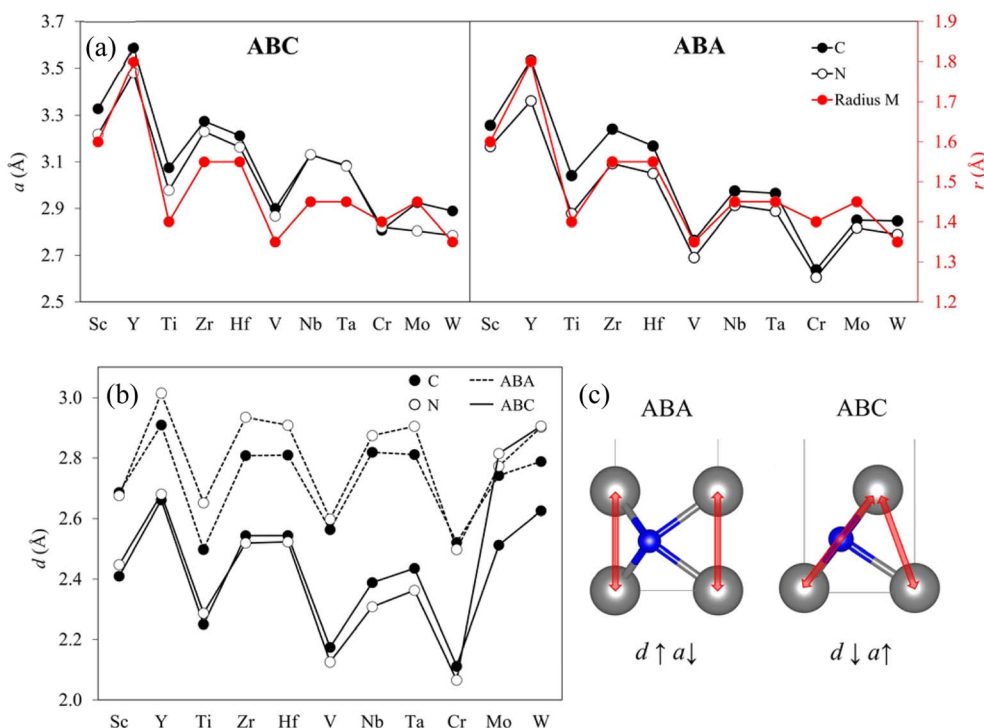 (a)
ABC
ABA
C
N
Radius M
3.7
3.5
3.3
3.1
2.9
2.7
2.5
a (Å)
1.9
1.8
1.7
1.6
1.5
1.4
1.3
1.2
r (Å)
Sc Y Ti Zr Hf V Nb Ta Cr Mo W
Sc Y Ti Zr Hf V Nb Ta Cr Mo W
(b)
C ABA
N ABC
3.0
2.8
2.6
2.4
2.2
2.0
d (Å)
Sc Y Ti Zr Hf V Nb Ta Cr Mo W
(c)
ABA
ABC
d ↑ a↓
d ↓ a↑